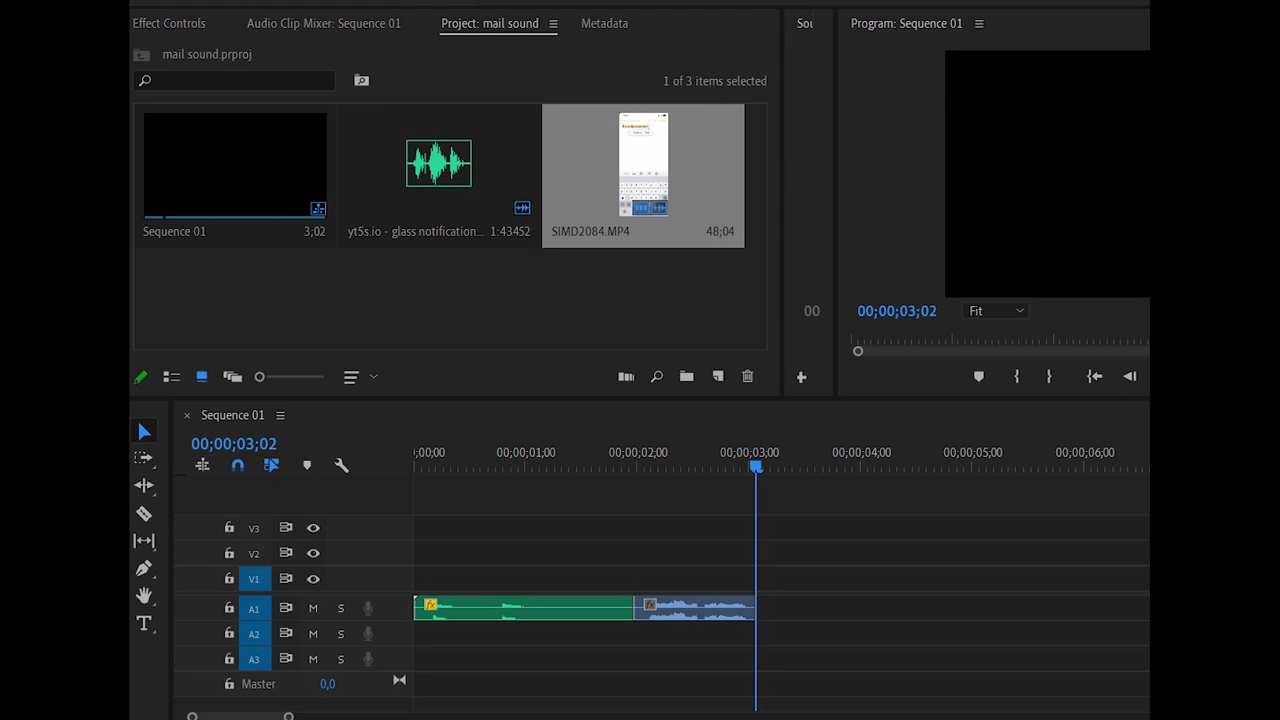 Effect Controls Audio Clip Mixer: Sequence 01 Project: mail sound Metadata Sou Program: Sequence 01
mail sound.prproj
1 of 3 items selected
Sequence 01 3;02 yt5s.io - glass notification... 1:43452 SIMD2084.MP4 48;04
00;00;03;02 Fit
00
Sequence 01
00;00;03;02
;00;00 00;00;01;00 00;00;02;00 00;00;03;00 00;00;04;00 00;00;05;00 00;00;06;00
V3
V2
V1
A1 M S fx fx
A2 M S
A3 M S
Master 0,0
T